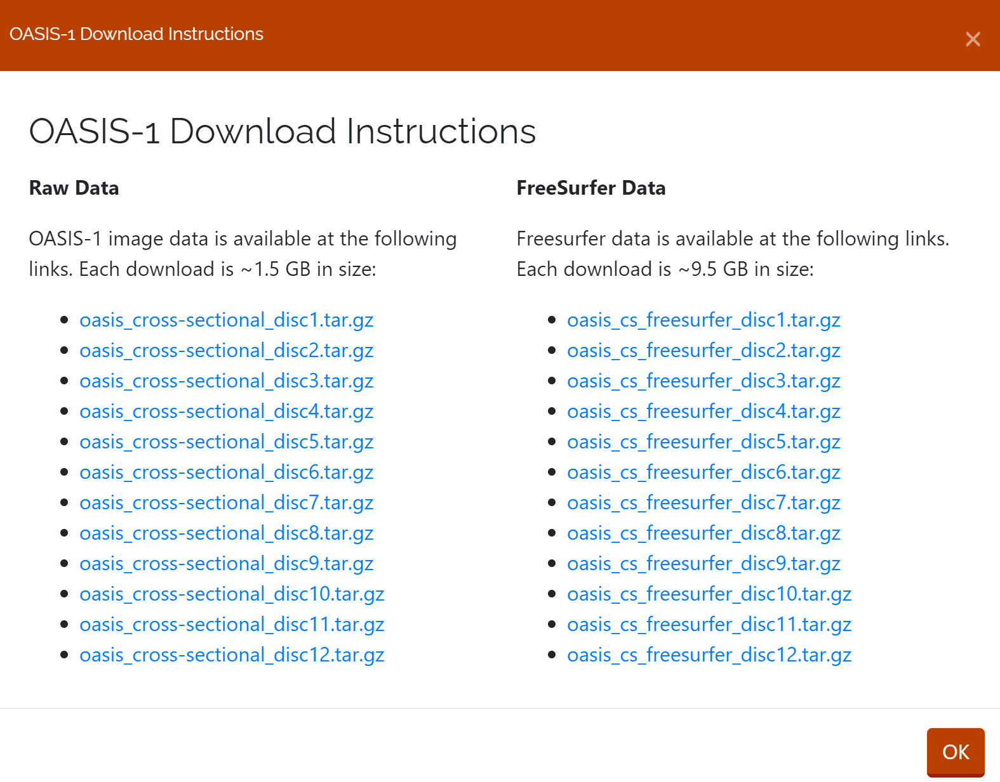 OASIS-1 Download Instructions
×
OASIS-1 Download Instructions
Raw Data
OASIS-1 image data is available at the following
links. Each download is ~1.5 GB in size:
oasis_cross-sectional_disc1.tar.gz
oasis_cross-sectional_disc2.tar.gz
oasis_cross-sectional_disc3.tar.gz
oasis_cross-sectional_disc4.tar.gz
oasis_cross-sectional_disc5.tar.gz
oasis_cross-sectional_disc6.tar.gz
oasis_cross-sectional_disc7.tar.gz
oasis_cross-sectional_disc8.tar.gz
oasis_cross-sectional_disc9.tar.gz
oasis_cross-sectional_disc10.tar.gz
oasis_cross-sectional_disc11.tar.gz
oasis_cross-sectional_disc12.tar.gz
FreeSurfer Data
Freesurfer data is available at the following links.
Each download is ~9.5 GB in size:
oasis_cs_freesurfer_disc1.tar.gz
oasis_cs_freesurfer_disc2.tar.gz
oasis_cs_freesurfer_disc3.tar.gz
oasis_cs_freesurfer_disc4.tar.gz
oasis_cs_freesurfer_disc5.tar.gz
oasis_cs_freesurfer_disc6.tar.gz
oasis_cs_freesurfer_disc7.tar.gz
oasis_cs_freesurfer_disc8.tar.gz
oasis_cs_freesurfer_disc9.tar.gz
oasis_cs_freesurfer_disc10.tar.gz
oasis_cs_freesurfer_disc11.tar.gz
oasis_cs_freesurfer_disc12.tar.gz
OK